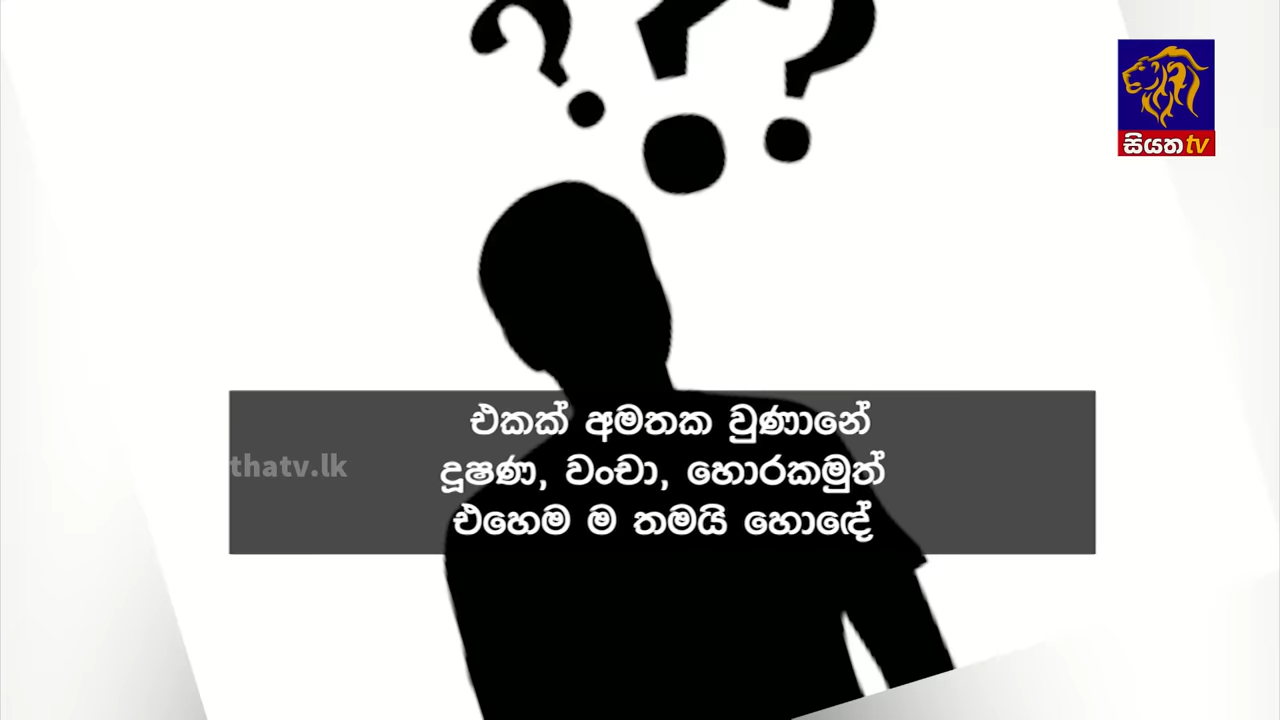 සියත tv
එකක් අමතක වුණානේ
thatv.lk
දූෂණ, වංචා, හොරකමුත්
එහෙම ම තමයි හොඳේ